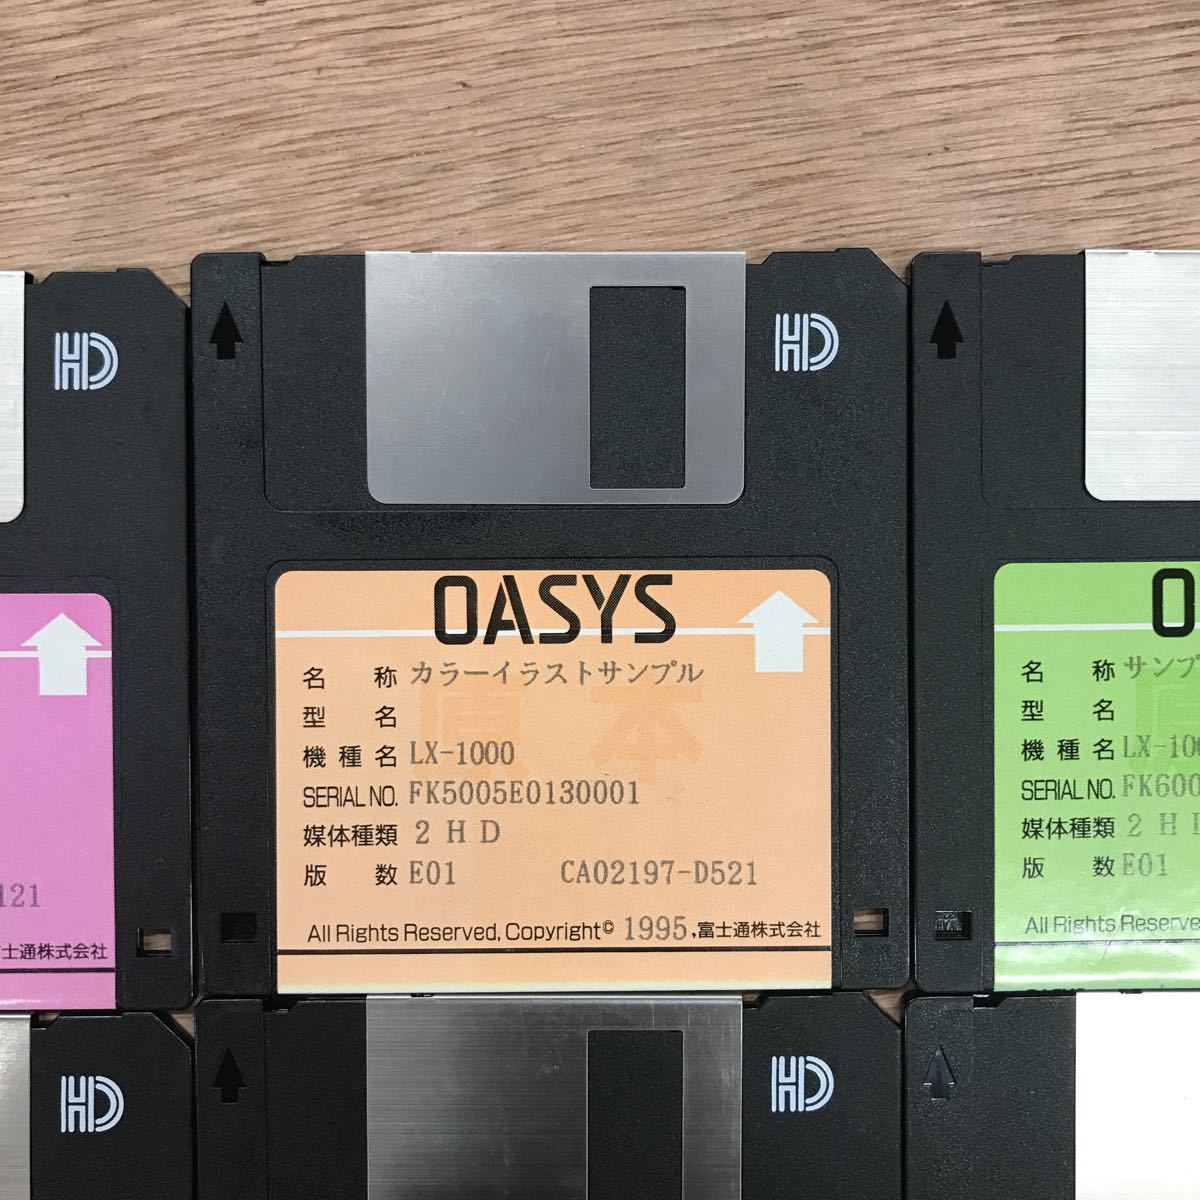 HD
HD
OASYS
名 称 カラーイラストサンプル
型 名
原本
機種名 LX-1000
SERIAL NO. FK5005E0130001
媒体種類 2HD
版 数 E01 CA02197-D521
All Rights Reserved, Copyright© 1995, 富士通株式会社
121
士通株式会社
O
名 称 サンプ
型 名
機種名 LX-100
SERIAL NO. FK600
媒体種類 2H
版 数 E01
All Rights Reserve
HD
HD